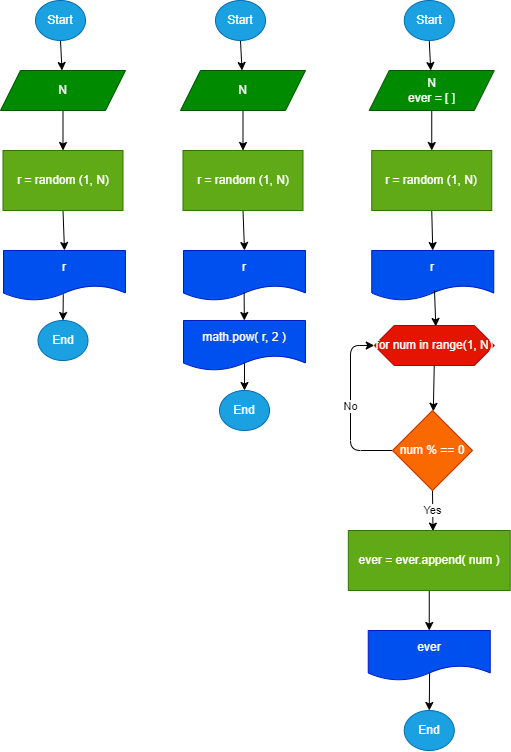 Start
N
r = random (1, N)
r
End
Start
N
r = random (1, N)
r
math.pow( r, 2 )
End
Start
N
ever = [ ]
r = random (1, N)
r
for num in range(1, N)
No
num % == 0
Yes
ever = ever.append( num )
ever
End